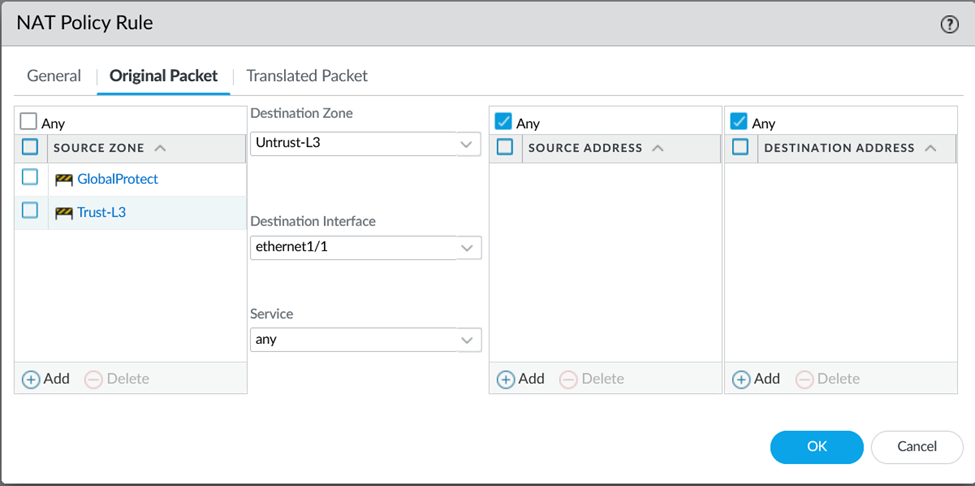 NAT Policy Rule
General
Original Packet
Translated Packet
Any
SOURCE ZONE
GlobalProtect
Trust-L3
Add
Delete
Destination Zone
Untrust-L3
Destination Interface
ethernet1/1
Service
any
Any
SOURCE ADDRESS
Add
Delete
Any
DESTINATION ADDRESS
Add
Delete
OK
Cancel